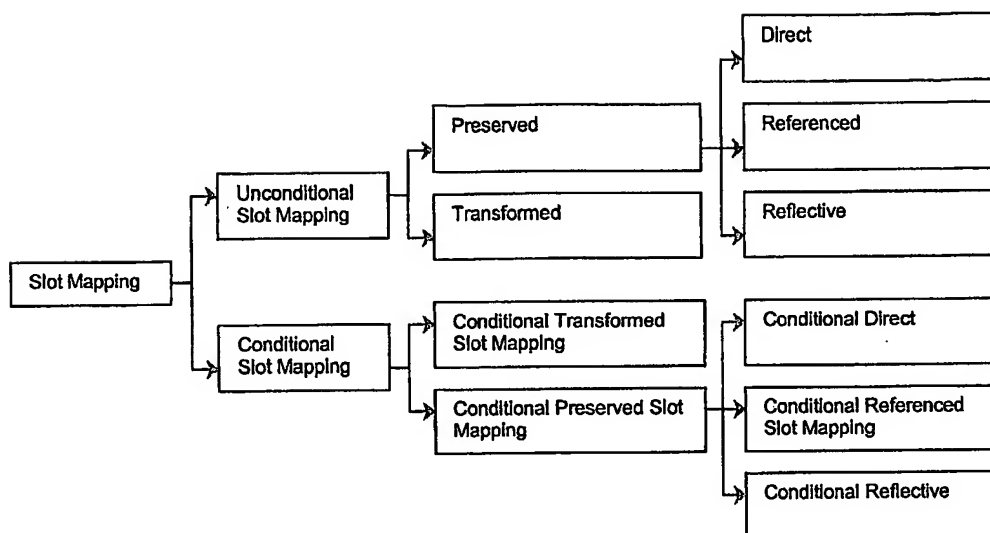 Direct
Preserved
Referenced
Unconditional
Slot Mapping
Transformed
Reflective
Slot Mapping
Conditional
Slot Mapping
Conditional Transformed
Slot Mapping
Conditional Direct
Conditional Preserved Slot
Mapping
Conditional Referenced
Slot Mapping
Conditional Reflective